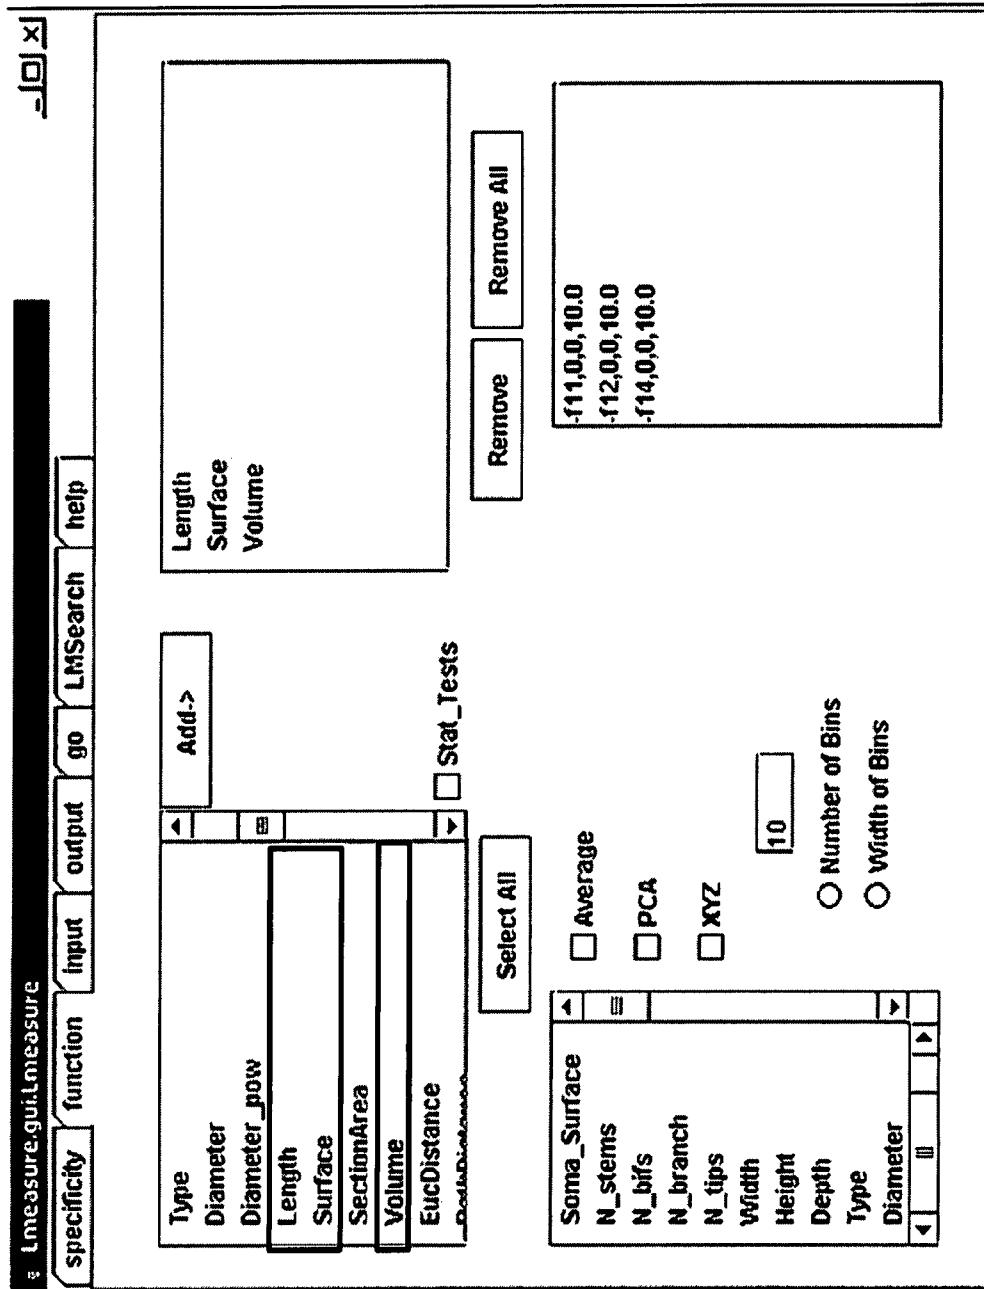 Lmeasure.gui.Lmeasure
specificity
function
input
output
go
LMSearch
help
Type
Diameter
Diameter_pow
Length
Surface
SectionArea
Volume
EucDistance
Add->
Stat_Tests
Length
Surface
Volume
Select All
Remove
Remove All
Soma_Surface
N_stems
N_bifs
N_branch
N_tips
Width
Height
Depth
Type
Diameter
Average
PCA
XYZ
10
Number of Bins
Width of Bins
-f11,0,0,10.0
-f12,0,0,10.0
-f14,0,0,10.0